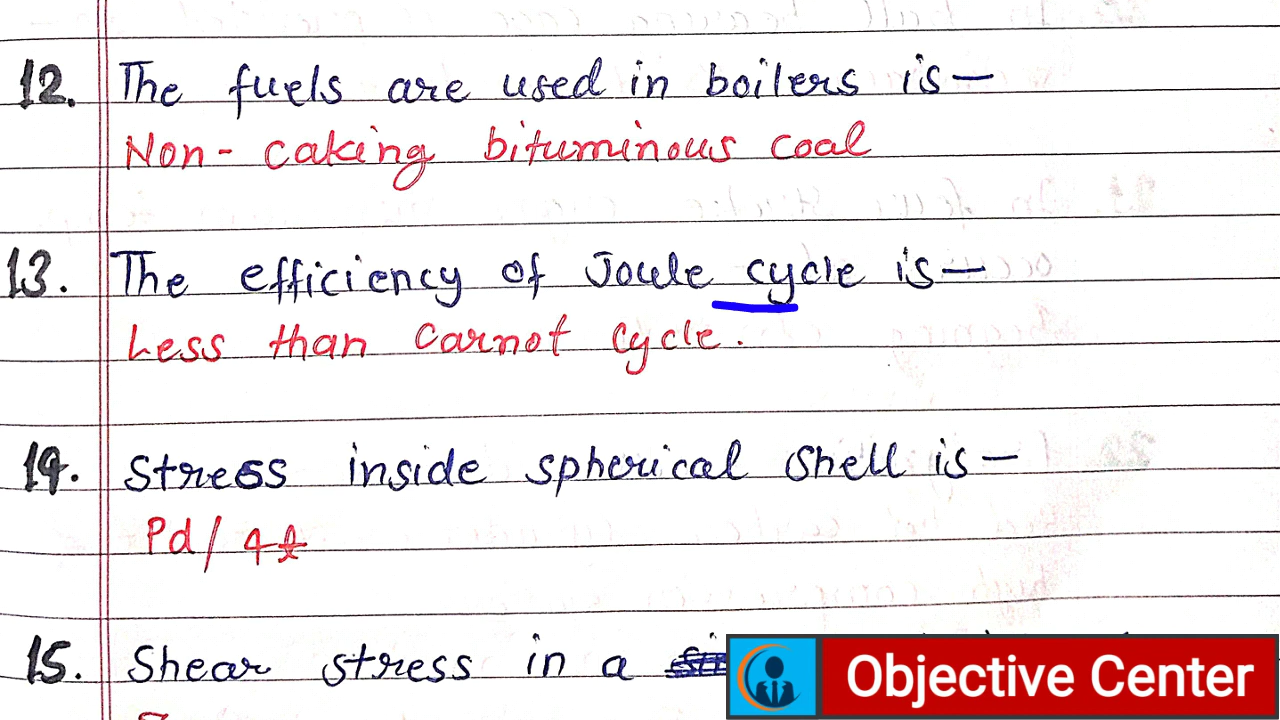 12. The fuels are used in boilers is—
Non-caking bituminous coal
13. The efficiency of Joule cycle is—
Less than Carnot Cycle.
14. Stress inside spherical shell is—
Pd/4t
15. Shear stress in a
Objective Center